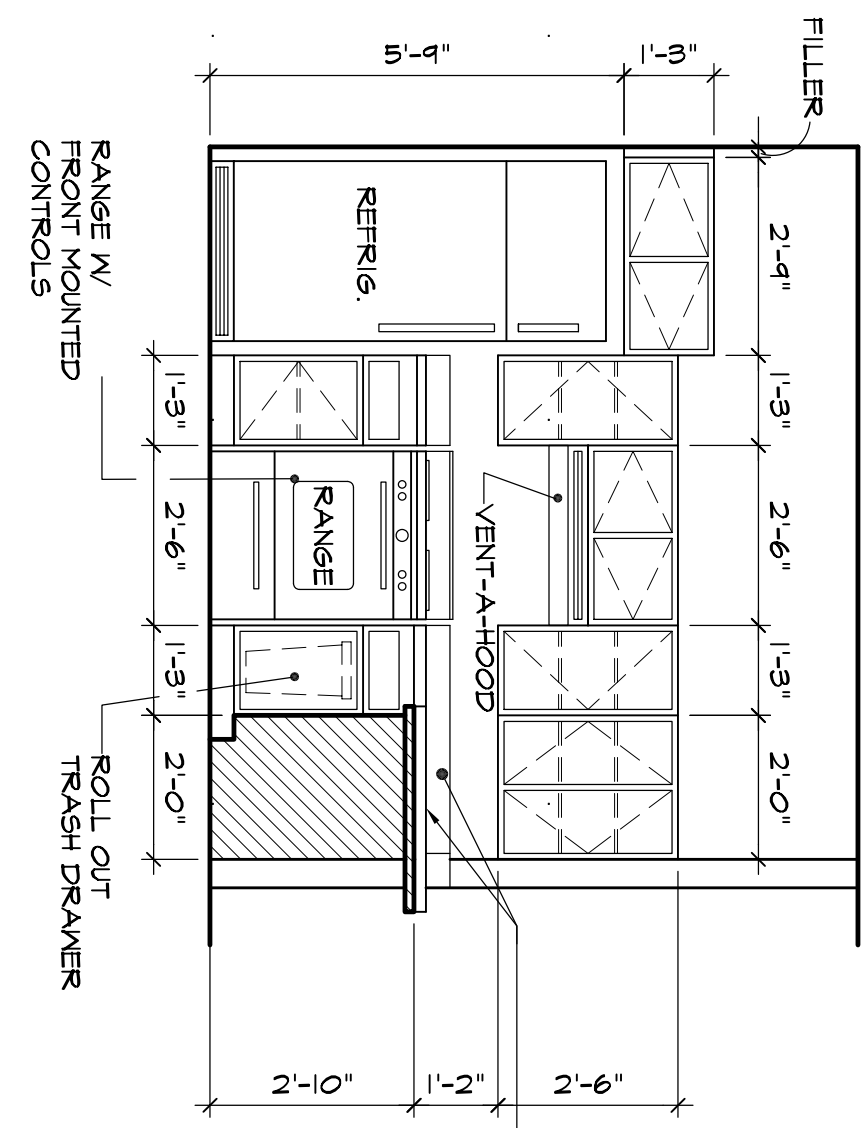 FILLER
2'-9"
1'-3"
2'-6"
1'-3"
2'-0"
1'-3"
5'-9"
REFRIG.
VENT-A-HOOD
RANGE
2'-6"
1'-2"
2'-10"
1'-3"
2'-6"
1'-3"
2'-0"
RANGE W/
FRONT MOUNTED
CONTROLS
ROLL OUT
TRASH DRAWER